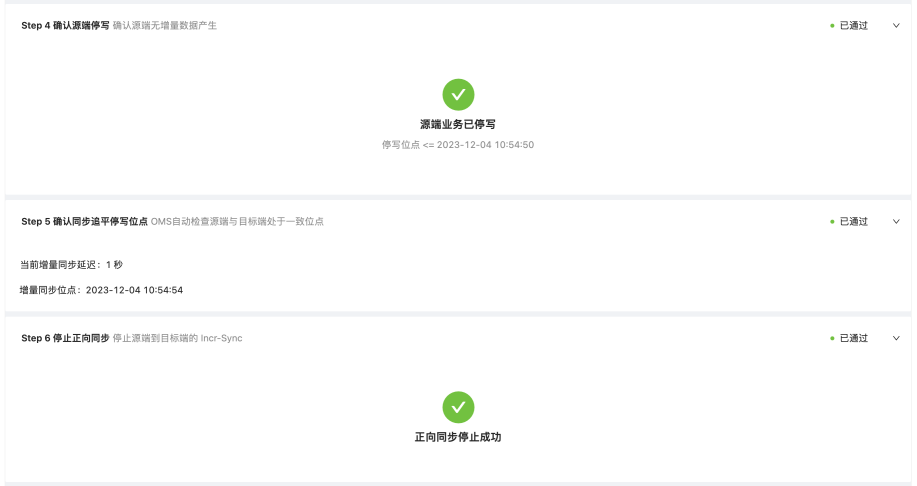 Step 4 确认源端停写 确认源端无增量数据产生 已通过
源端业务已停写
停写位点 <= 2023-12-04 10:54:50
Step 5 确认同步追平停写位点 OMS自动检查源端与目标端处于一致位点 已通过
当前增量同步延迟：1 秒
增量同步位点：2023-12-04 10:54:54
Step 6 停止正向同步 停止源端到目标端的 Incr-Sync 已通过
正向同步停止成功